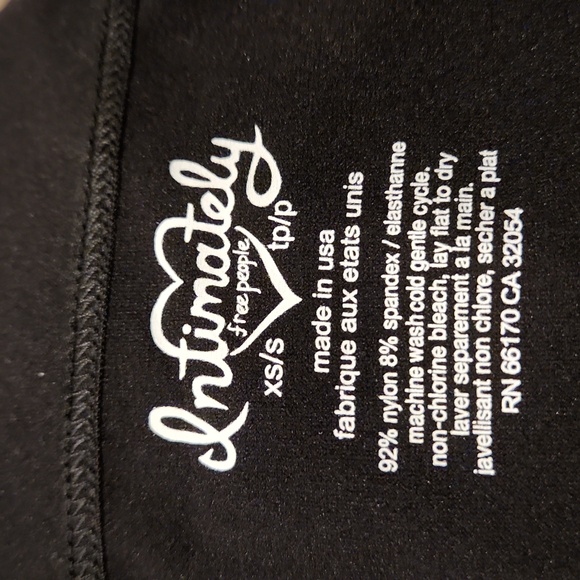 Intimately
free people
xs/s tp/p
made in usa
fabrique aux etats unis
92% nylon 8% spandex / elasthanne
machine wash cold gentle cycle.
non-chlorine bleach, lay flat to dry
laver separement a la main.
javellisant non chlore, secher a plat
RN 66170 CA 32054